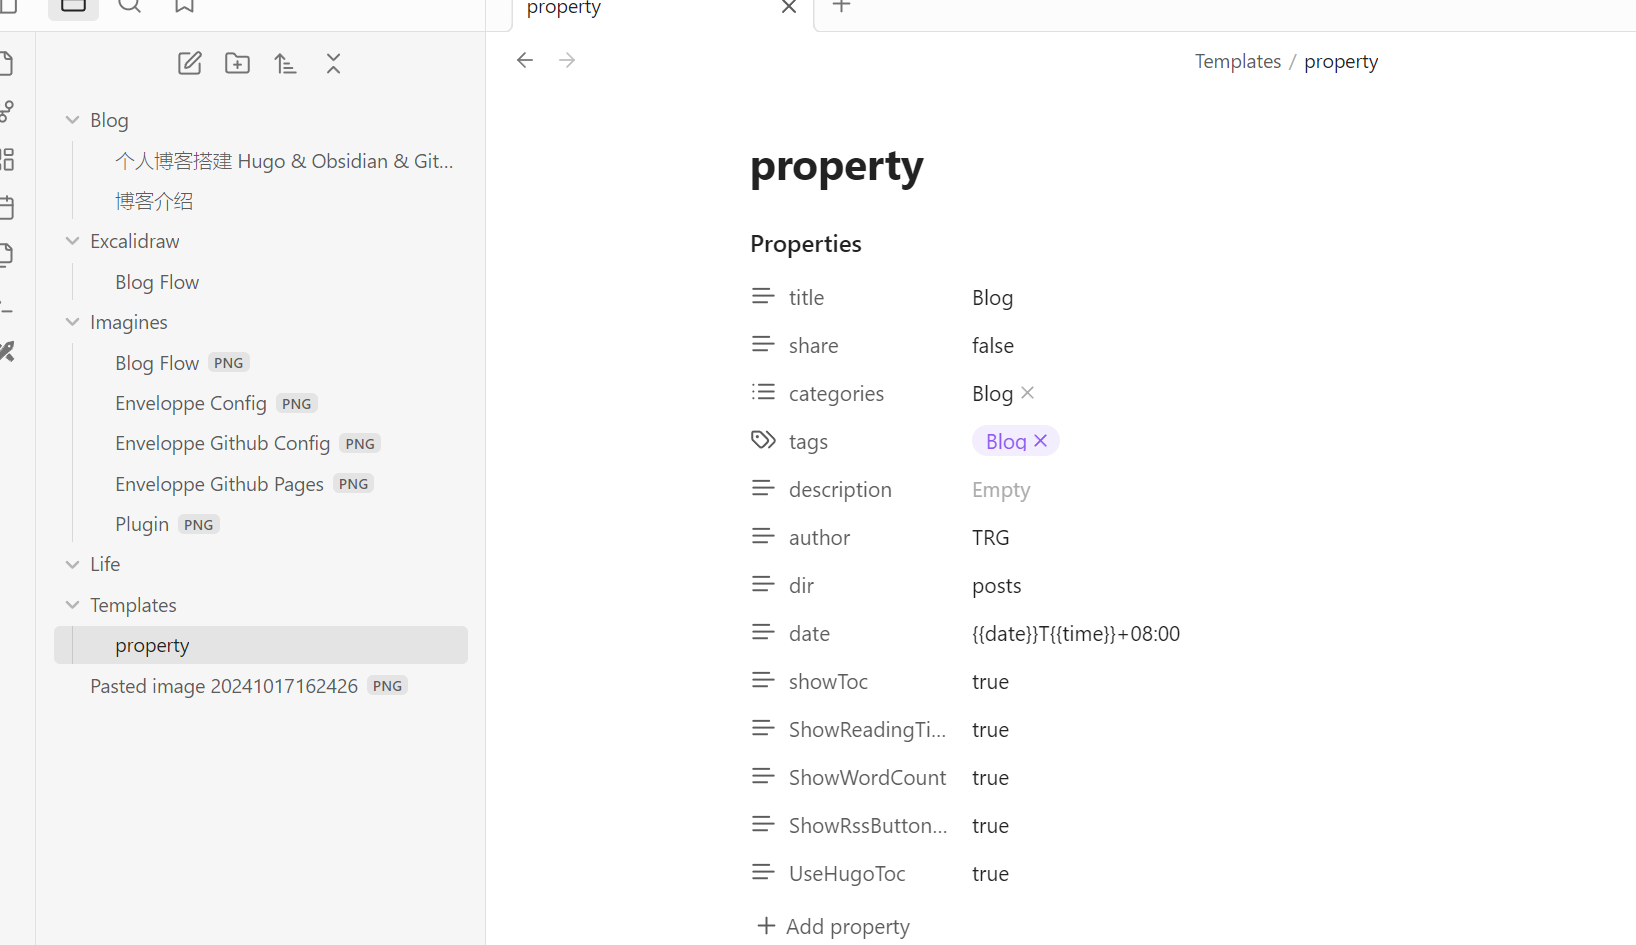 property
Templates / property
Blog
个人博客搭建 Hugo & Obsidian & Git...
博客介绍
Excalidraw
Blog Flow
Imagines
Blog Flow PNG
Enveloppe Config PNG
Enveloppe Github Config PNG
Enveloppe Github Pages PNG
Plugin PNG
Life
Templates
property
Pasted image 20241017162426 PNG
property
Properties
title Blog
share false
categories Blog
tags Blog
description Empty
author TRG
dir posts
date {{date}}T{{time}}+08:00
showToc true
ShowReadingTi... true
ShowWordCount true
ShowRssButton... true
UseHugoToc true
Add property